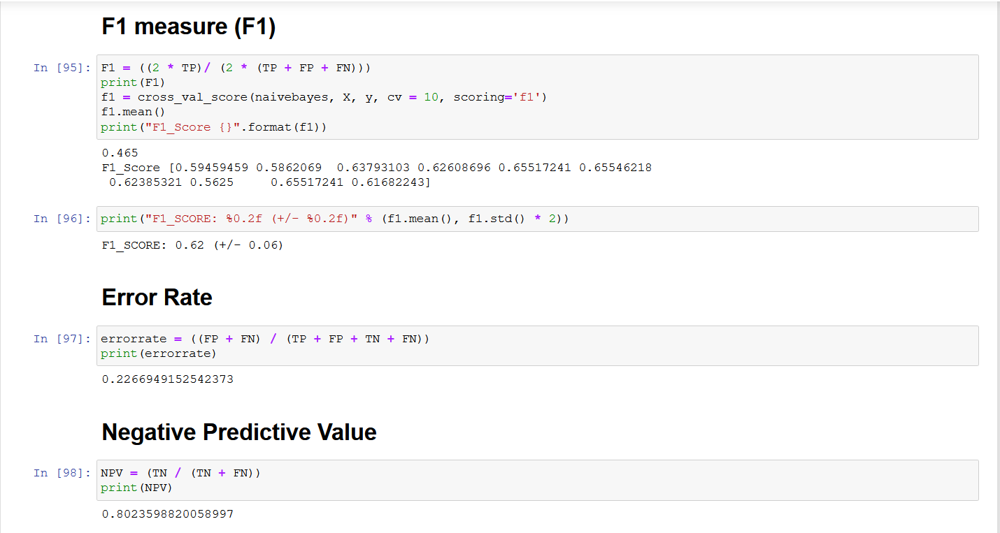 F1 measure (F1)
In [95]: F1 = ((2 * TP)/ (2 * (TP + FP + FN)))
print(F1)
f1 = cross_val_score(naivebayes, X, y, cv = 10, scoring='f1')
f1.mean()
print("F1_Score {}".format(f1))
0.465
F1_Score [0.59459459 0.5862069  0.63793103 0.62608696 0.65517241 0.65546218
 0.62385321 0.5625     0.65517241 0.61682243]
In [96]: print("F1_SCORE: %0.2f (+/- %0.2f)" % (f1.mean(), f1.std() * 2))
F1_SCORE: 0.62 (+/- 0.06)
Error Rate
In [97]: errorrate = ((FP + FN) / (TP + FP + TN + FN))
print(errorrate)
0.2266949152542373
Negative Predictive Value
In [98]: NPV = (TN / (TN + FN))
print(NPV)
0.8023598820058997